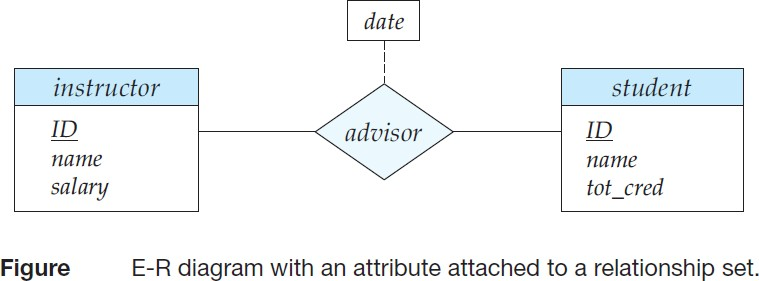 date
instructor
ID
name
salary
advisor
student
ID
name
tot_cred
Figure E-R diagram with an attribute attached to a relationship set.